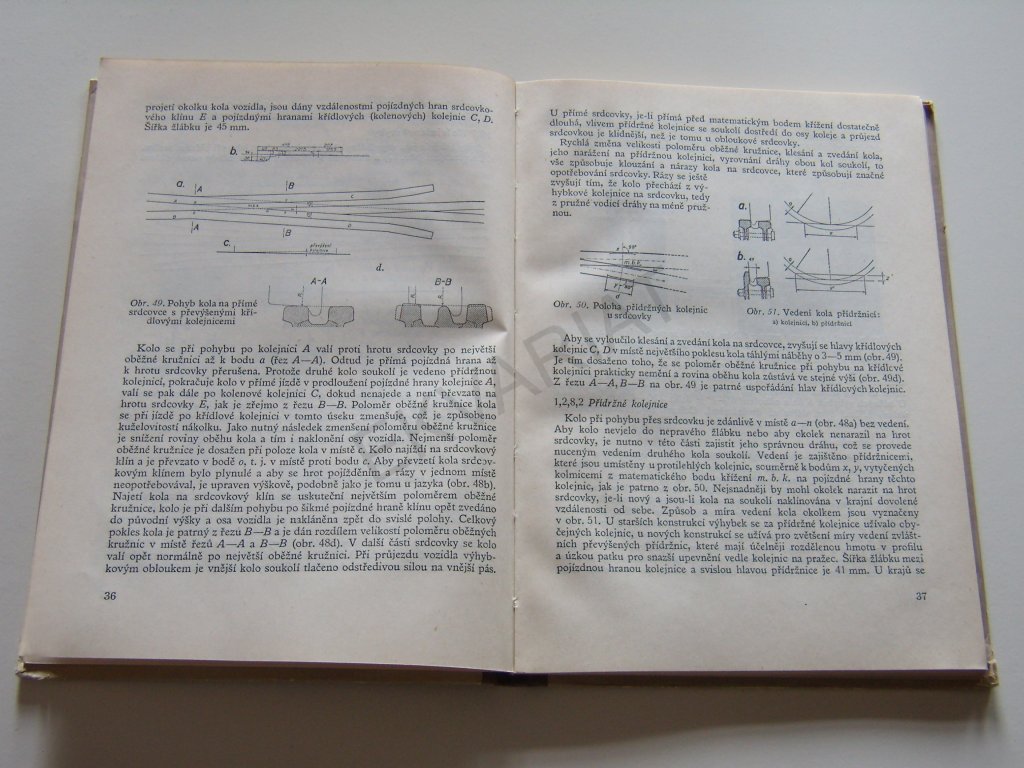 projetí okolku kola vozidla, jsou dány vzdálenostmi pojízdných hran srdcovko-
vého klínu E a pojízdnými hranami křídlových (kolenových) kolejnic C, D.
Šířka žlábku je 45 mm.
b.
a.
A
B
C
D
A
B
c.
převýšení
kolejnice
d.
A–A
B–B
Obr. 49. Pohyb kola na přímé
srdcovce s převýšenými kří-
dlovými kolejnicemi
Kolo se při pohybu po kolejnici A valí proti hrotu srdcovky po největší
oběžné kružnici až k bodu a (řez A—A). Odtud je přímá pojízdná hrana až
k hrotu srdcovky přerušena. Protože druhé kolo soukolí je vedeno přídržnou
kolejnicí, pokračuje kolo v přímé jízdě v prodloužení pojízdné hrany kolejnice A,
valí se pak dále po kolenové kolejnici C, dokud nenajede a není převzato na
hrotu srdcovky E, jak je zřejmo z řezu B—B. Poloměr oběžné kružnice kola
se při jízdě po křídlové kolejnici v tomto úseku zmenšuje, což je způsobeno
kuželovitostí nákolku. Jako nutný následek zmenšení poloměru oběžné kružnice
je snížení roviny oběhu kola a tím i naklonění osy vozidla. Nejmenší poloměr
oběžné kružnice je dosažen při poloze kola v místě c. Kolo najíždí na srdcovkový
klín a je převzato v bodě o, t. j. v místě proti bodu c. Aby převzetí kola srdcov-
kovým klínem bylo plynulé a aby se hrot pojížděním a rázy v jednom místě
neopotřebovával, je upraven výškově, podobně jako je tomu u jazyka (obr. 48b).
Najetí kola na srdcovkový klín se uskuteční největším poloměrem oběžné
kružnice, kolo je při dalším pohybu po šikmé pojízdné hraně klínu opět zvedáno
do původní výšky a osa vozidla je nakláněna zpět do svislé polohy. Celkový
pokles kola je patrný z řezu B—B a je dán rozdílem velikostí poloměru oběžných
kružnic v místě řezů A—A a B—B (obr. 48d). V další části srdcovky se kolo
valí opět normálně po největší oběžné kružnici. Při průjezdu vozidla výhyb-
kovým obloukem je vnější kolo soukolí tlačeno odstředivou silou na vnější pás.
36
U přímé srdcovky, je-li přímá před matematickým bodem křížení dostatečně
dlouhá, vlivem přídržné kolejnice se soukolí dostředí do osy koleje a průjezd
srdcovkou je klidnější, než je tomu u obloukové srdcovky.
Rychlá změna velikosti poloměru oběžné kružnice, klesání a zvedání kola,
jeho narážení na přídržnou kolejnici, vyrovnání dráhy obou kol soukolí, to
vše způsobuje klouzání a nárazy kola na srdcovce, které způsobují značné
opotřebování srdcovky. Rázy se ještě
zvyšují tím, že kolo přechází z vý-
hybkové kolejnice na srdcovku, tedy
z pružné vodicí dráhy na méně pruž-
nou.
m.b.k.
d
Obr. 50. Poloha přídržných kolejnic
u srdcovky
a.
b.
Obr. 51. Vedení kola přídržnicí:
a) kolejnicí, b) přídržnicí
Aby se vyloučilo klesání a zvedání kola na srdcovce, zvyšují se hlavy křídlových
kolejnic C, D v místě největšího poklesu kola táhlými náběhy o 3—5 mm (obr. 49).
Je tím dosaženo toho, že se poloměr oběžné kružnice při pohybu na křídlové
kolejnici prakticky nemění a rovina oběhu kola zůstává ve stejné výši (obr. 49d).
Z řezu A—A, B—B na obr. 49 je patrné uspořádání hlav křídlových kolejnic.
1,2,8,2 Přídržné kolejnice
Kolo při pohybu přes srdcovku je zdánlivě v místě a—n (obr. 48a) bez vedení.
Aby kolo nevjelo do nepravého žlábku nebo aby okolek nenarazil na hrot
srdcovky, je nutno v této části zajistit jeho správnou dráhu, což se provede
nuceným vedením druhého kola soukolí. Vedení je zajištěno přídržnicemi,
které jsou umístěny u protilehlých kolejnic, souměrně k bodům x, y, vytyčených
kolmicemi z matematického bodu křížení m. b. k. na pojízdné hrany těchto
kolejnic, jak je patrno z obr. 50. Nejsnadněji by mohl okolek narazit na hrot
srdcovky, je-li nový a jsou-li kola na soukolí naklínována v krajní dovolené
vzdálenosti od sebe. Způsob a míra vedení kola okolkem jsou vyznačeny
v obr. 51. U starších konstrukcí výhybek se za přídržné kolejnice užívalo oby-
čejných kolejnic, u nových konstrukcí se užívá pro zvětšení míry vedení zvlášt-
ních převýšených přídržnic, které mají účelněji rozdělenou hmotu v profilu
a úzkou patku pro snazší upevnění vedle kolejnic na pražec. Šířka žlábku mezi
pojízdnou hranou kolejnice a svislou hlavou přídržnice je 41 mm. U krajů se
37